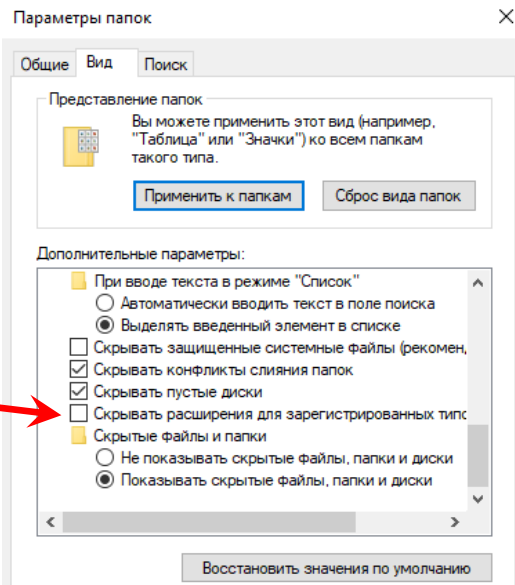 Параметры папок
Общие Вид Поиск
Представление папок
Вы можете применить этот вид (например,
"Таблица" или "Значки") ко всем папкам
такого типа.
Применить к папкам Сброс вида папок
Дополнительные параметры:
При вводе текста в режиме "Список"
Автоматически вводить текст в поле поиска
Выделять введенный элемент в списке
Скрывать защищенные системные файлы (рекомен,
Скрывать конфликты слияния папок
Скрывать пустые диски
Скрывать расширения для зарегистрированных типо
Скрытые файлы и папки
Не показывать скрытые файлы, папки и диски
Показывать скрытые файлы, папки и диски
Восстановить значения по умолчанию